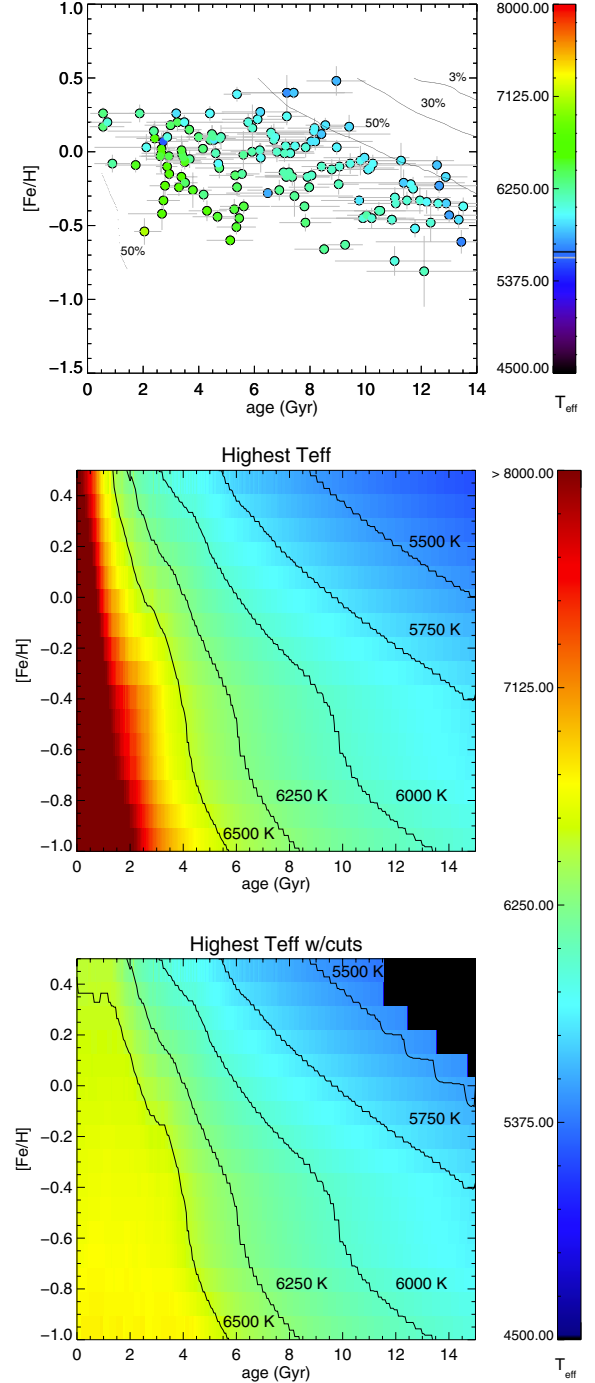 1.0
0.5
0.0
−0.5
−1.0
−1.5
[Fe/H]
3%
30%
50%
50%
0 2 4 6 8 10 12 14
age (Gyr)
8000.00
7125.00
6250.00
5375.00
4500.00
Teff
Highest Teff
0.4
0.2
0.0
−0.2
−0.4
−0.6
−0.8
−1.0
[Fe/H]
5500 K
5750 K
6000 K
6250 K
6500 K
0 2 4 6 8 10 12 14
age (Gyr)
> 8000.00
7125.00
6250.00
5375.00
4500.00
Teff
Highest Teff w/cuts
0.4
0.2
0.0
−0.2
−0.4
−0.6
−0.8
−1.0
[Fe/H]
5500 K
5750 K
6000 K
6250 K
6500 K
0 2 4 6 8 10 12 14
age (Gyr)